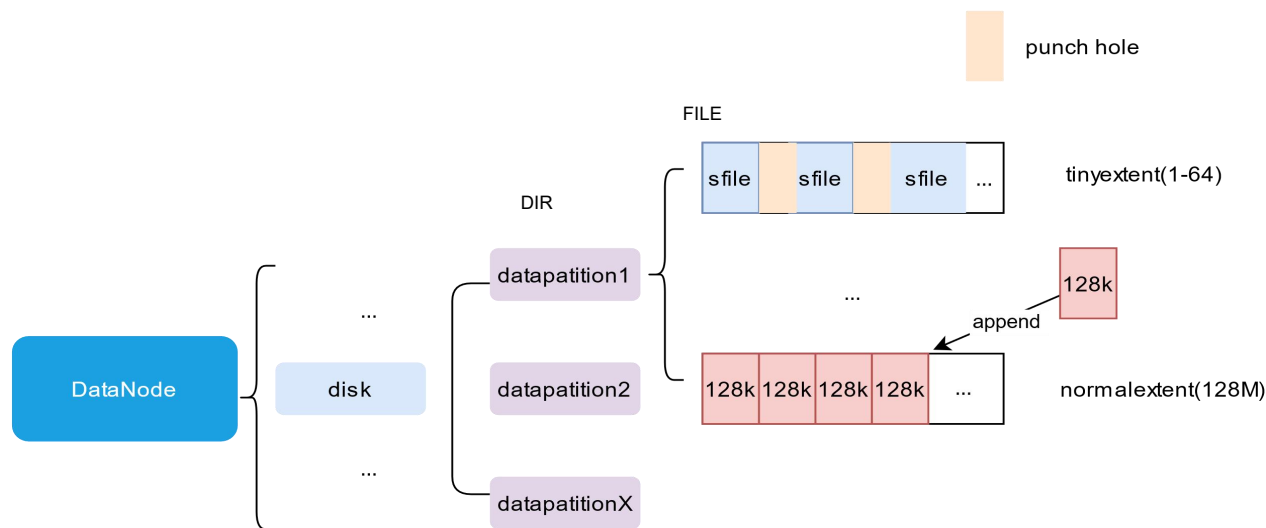 punch hole
FILE
sfile sfile sfile ...
tinyextent(1-64)
DIR
datapatition1
128k
...
append
...
DataNode
disk
datapatition2
128k 128k 128k 128k ...
normalextent(128M)
...
datapatitionX